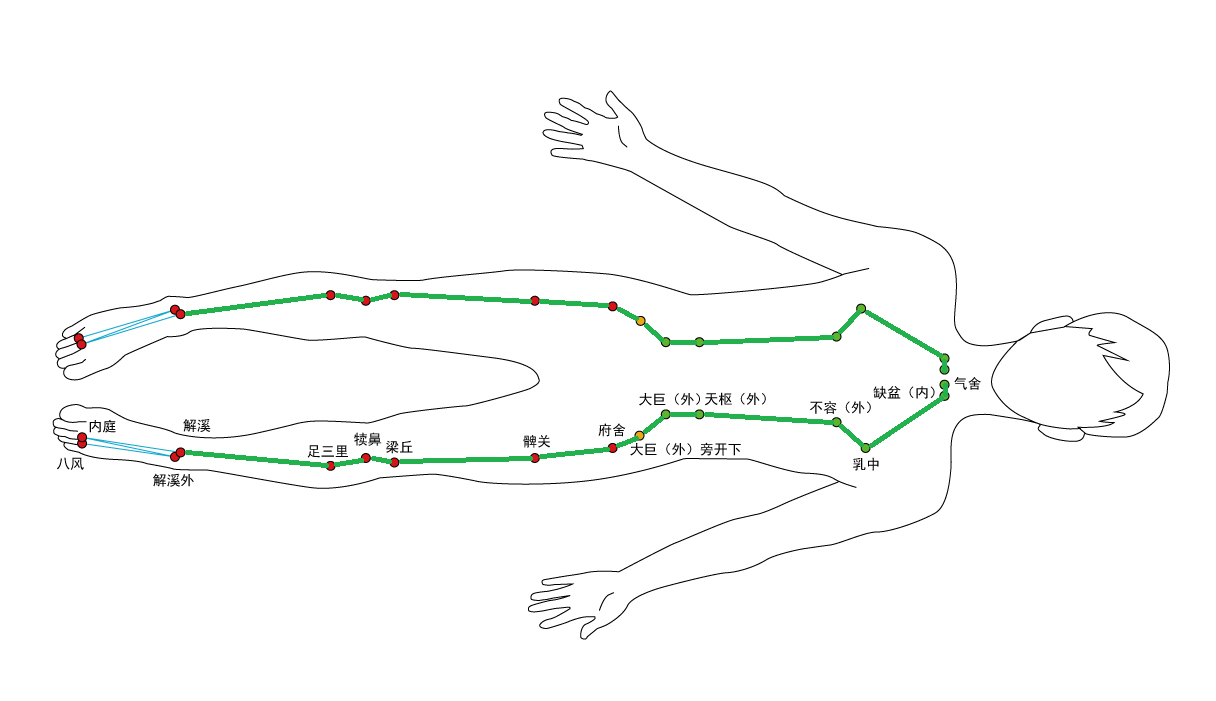 气舍
缺盆（内）
大巨（外）
天枢（外）
不容（外）
内庭
解溪
府舍
髀关
犊鼻
梁丘
足三里
大巨（外）旁开下
八风
乳中
解溪外